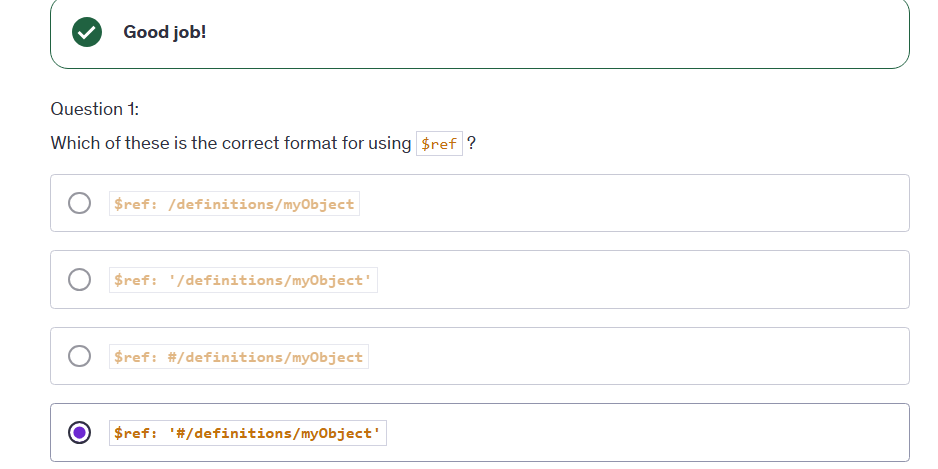 Good job!
Question 1:
Which of these is the correct format for using $ref ?
$ref: /definitions/myObject
$ref: '/definitions/myObject'
$ref: #/definitions/myObject
$ref: '#/definitions/myObject'